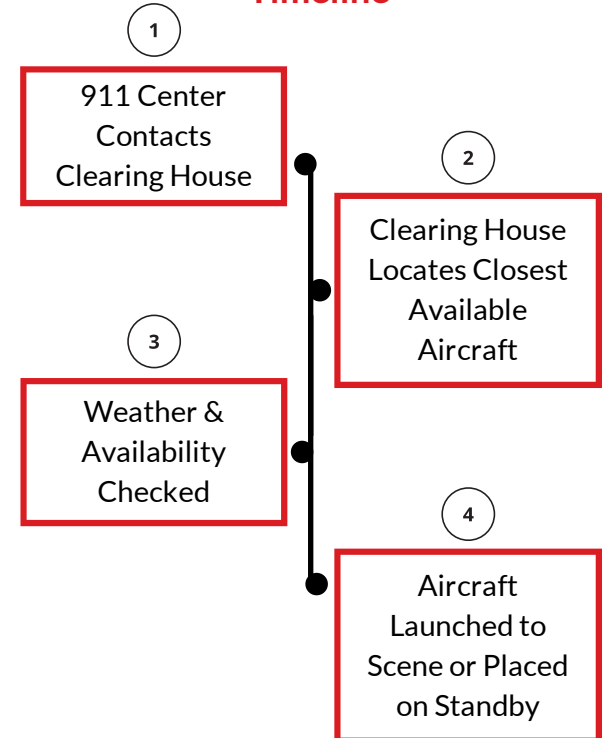 Timeline
1
911 Center
Contacts
Clearing House
2
Clearing House
Locates Closest
Available
Aircraft
3
Weather &
Availability
Checked
4
Aircraft
Launched to
Scene or Placed
on Standby